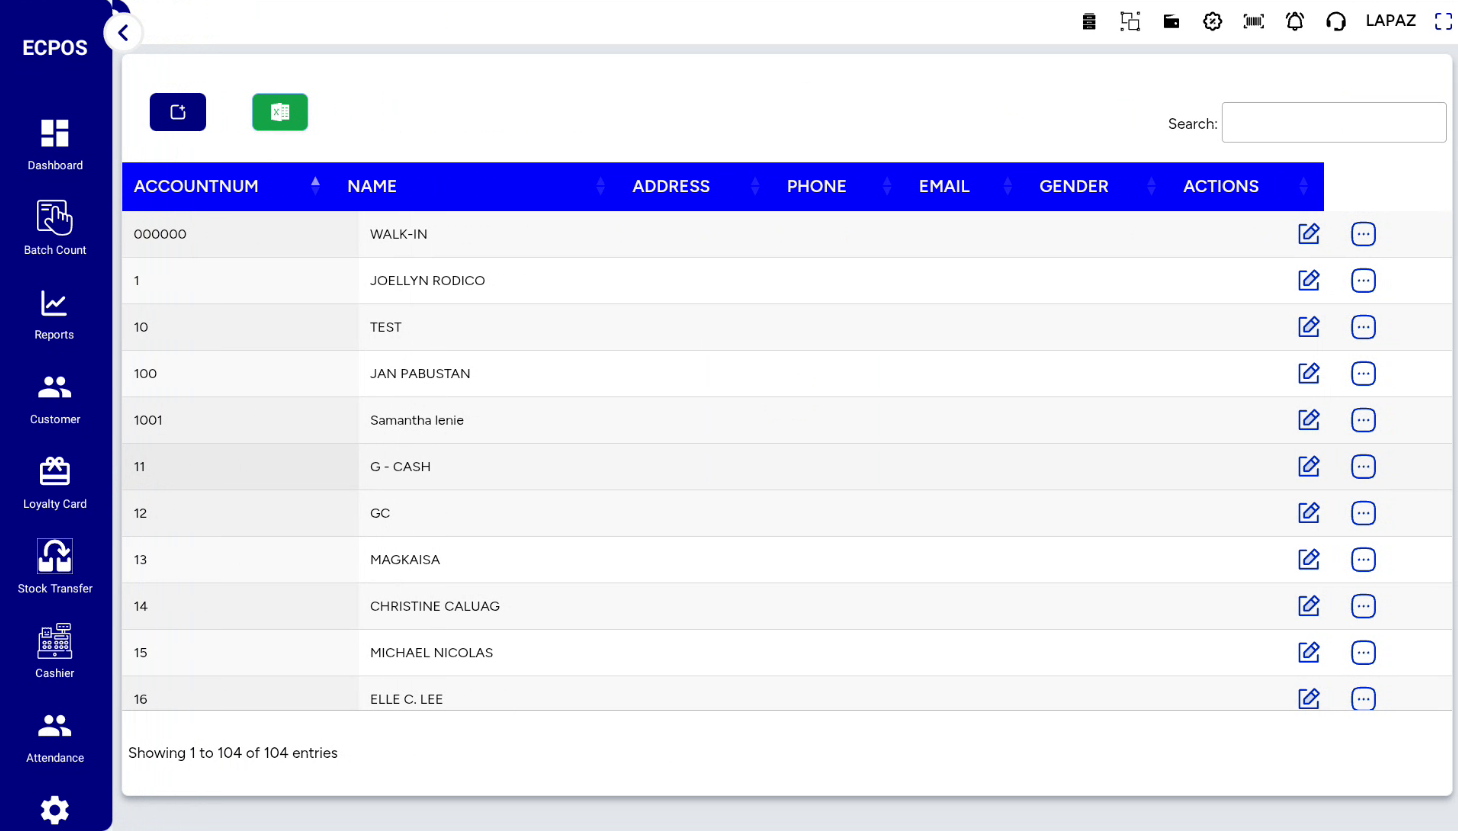 LAPAZ
ECPOS
Dashboard
Batch Count
Reports
Customer
Loyalty Card
Stock Transfer
Cashier
Attendance
Search:
ACCOUNTNUM NAME ADDRESS PHONE EMAIL GENDER ACTIONS
000000 WALK-IN
1 JOELLYN RODICO
10 TEST
100 JAN PABUSTAN
1001 Samantha lenie
11 G - CASH
12 GC
13 MAGKAISA
14 CHRISTINE CALUAG
15 MICHAEL NICOLAS
16 ELLE C. LEE
Showing 1 to 104 of 104 entries